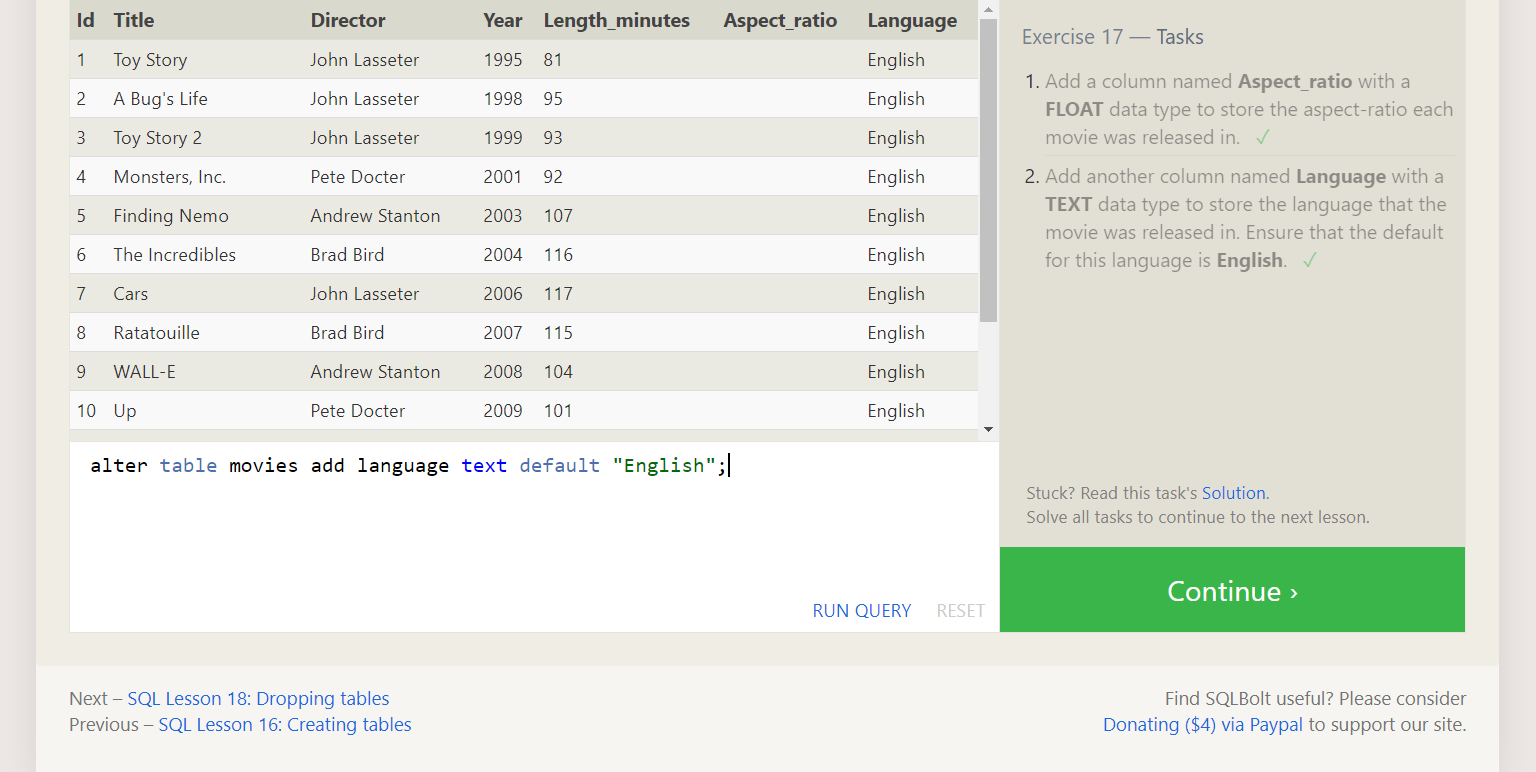 Id Title Director Year Length_minutes Aspect_ratio Language
1 Toy Story John Lasseter 1995 81 English
2 A Bug's Life John Lasseter 1998 95 English
3 Toy Story 2 John Lasseter 1999 93 English
4 Monsters, Inc. Pete Docter 2001 92 English
5 Finding Nemo Andrew Stanton 2003 107 English
6 The Incredibles Brad Bird 2004 116 English
7 Cars John Lasseter 2006 117 English
8 Ratatouille Brad Bird 2007 115 English
9 WALL-E Andrew Stanton 2008 104 English
10 Up Pete Docter 2009 101 English
alter table movies add language text default "English";
RUN QUERY RESET
Exercise 17 — Tasks
1. Add a column named Aspect_ratio with a
FLOAT data type to store the aspect-ratio each
movie was released in. ✓
2. Add another column named Language with a
TEXT data type to store the language that the
movie was released in. Ensure that the default
for this language is English. ✓
Stuck? Read this task's Solution.
Solve all tasks to continue to the next lesson.
Continue ›
Next – SQL Lesson 18: Dropping tables
Previous – SQL Lesson 16: Creating tables
Find SQLBolt useful? Please consider
Donating ($4) via Paypal to support our site.